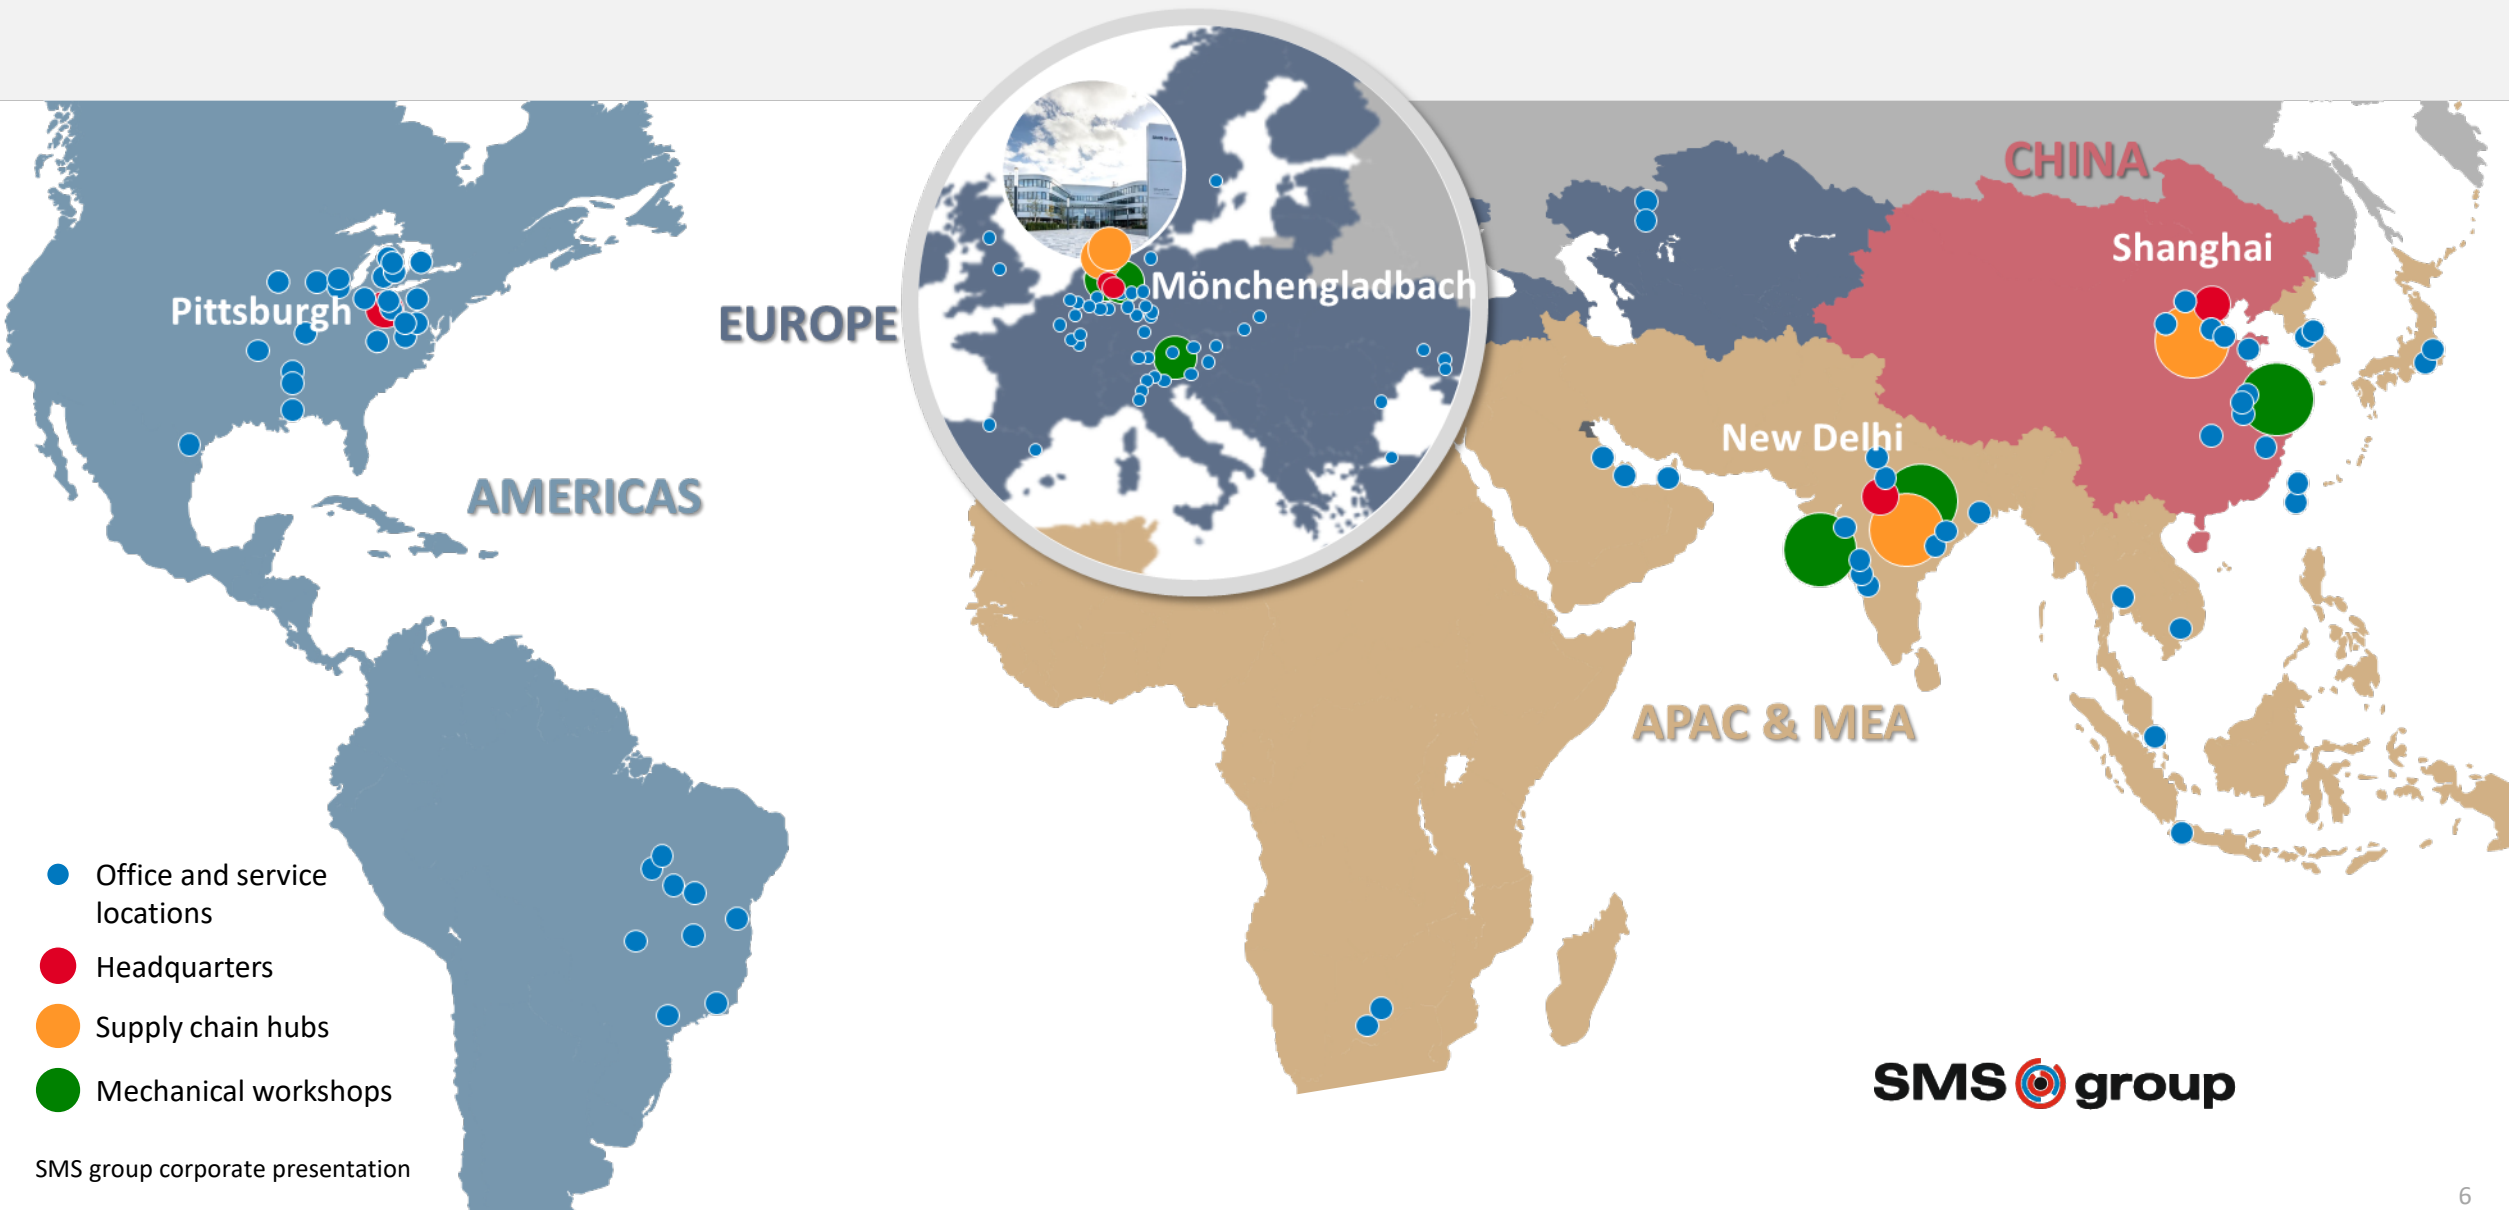 CHINA
Shanghai
Pittsburgh
Mönchengladbach
EUROPE
New Delhi
AMERICAS
APAC & MEA
Office and service
locations
Headquarters
Supply chain hubs
Mechanical workshops
SMS group
SMS group corporate presentation
6